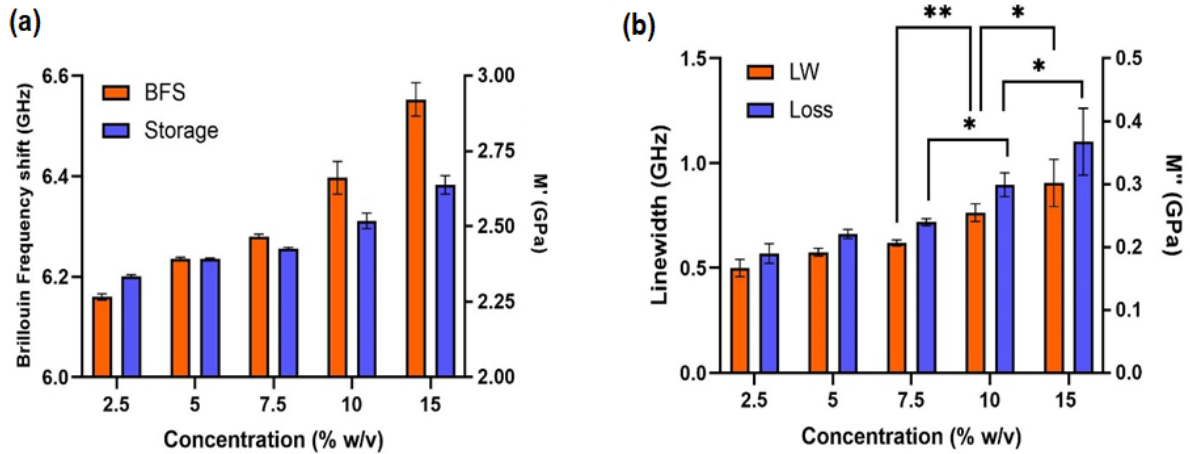 (a)
6.6
6.4
6.2
6.0
Brillouin Frequency shift (GHz)
BFS
Storage
3.00
2.75
2.50
2.25
2.00
M' (GPa)
2.5 5 7.5 10 15
Concentration (% w/v)
(b)
** *
*
*
1.5
1.0
0.5
0.0
Linewidth (GHz)
LW
Loss
0.5
0.4
0.3
0.2
0.1
0.0
M'' (GPa)
2.5 5 7.5 10 15
Concentration (% w/v)